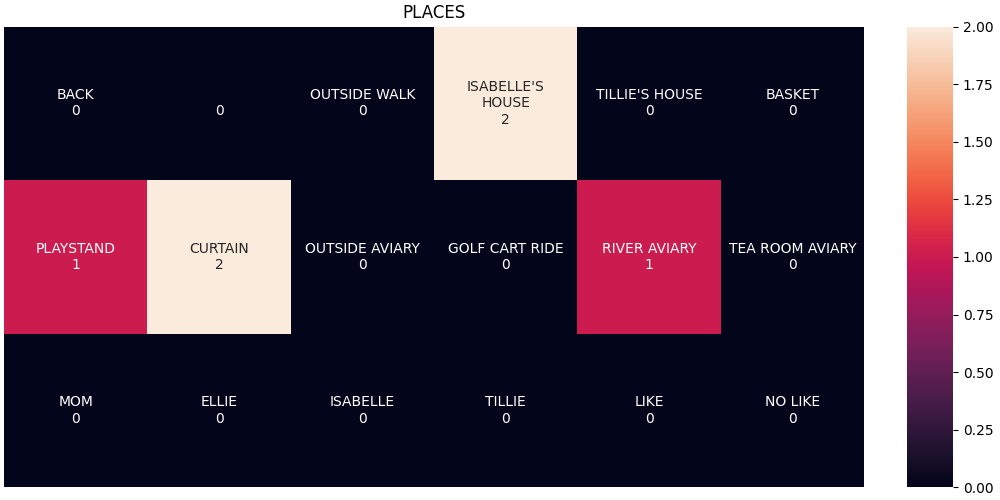 PLACES
BACK
0
0
OUTSIDE WALK
0
ISABELLE'S
HOUSE
2
TILLIE'S HOUSE
0
BASKET
0
PLAYSTAND
1
CURTAIN
2
OUTSIDE AVIARY
0
GOLF CART RIDE
0
RIVER AVIARY
1
TEA ROOM AVIARY
0
MOM
0
ELLIE
0
ISABELLE
0
TILLIE
0
LIKE
0
NO LIKE
0
2.00
1.75
1.50
1.25
1.00
0.75
0.50
0.25
0.00